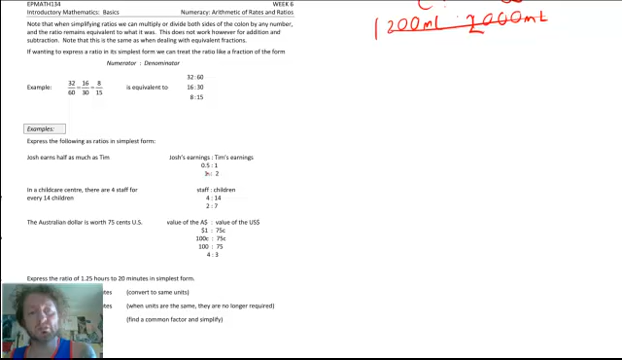 EPMATH134 WEEK 6
Introductory Mathematics: Basics Numeracy: Arithmetic of Rates and Ratios
1200mL : 2000mL
Note that when simplifying ratios we can multiply or divide both sides of the colon by any number,
and the ratio remains equivalent to what it was. This does not work however for addition and
subtraction. Note that this is the same as when dealing with equivalent fractions.
If wanting to express a ratio in its simplest form we can treat the ratio like a fraction of the form
Numerator : Denominator
32:60
Example: 32/60 = 16/30 = 8/15 is equivalent to 16:30
8:15
Examples:
Express the following as ratios in simplest form:
Josh earns half as much as Tim Josh's earnings : Tim's earnings
0.5 : 1
2
In a childcare centre, there are 4 staff for staff : children
every 14 children 4 : 14
2 : 7
The Australian dollar is worth 75 cents U.S. value of the A$ : value of the US$
$1 : 75c
100c : 75c
100 : 75
4 : 3
Express the ratio of 1.25 hours to 20 minutes in simplest form.
tes (convert to same units)
tes (when units are the same, they are no longer required)
(find a common factor and simplify)